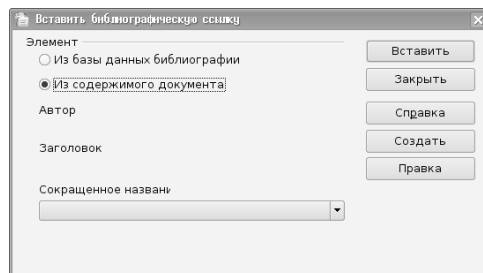 Вставить библиографическую ссылку
Элемент
Из базы данных библиографии
Из содержимого документа
Автор
Заголовок
Сокращенное названи
Вставить
Закрыть
Справка
Создать
Правка